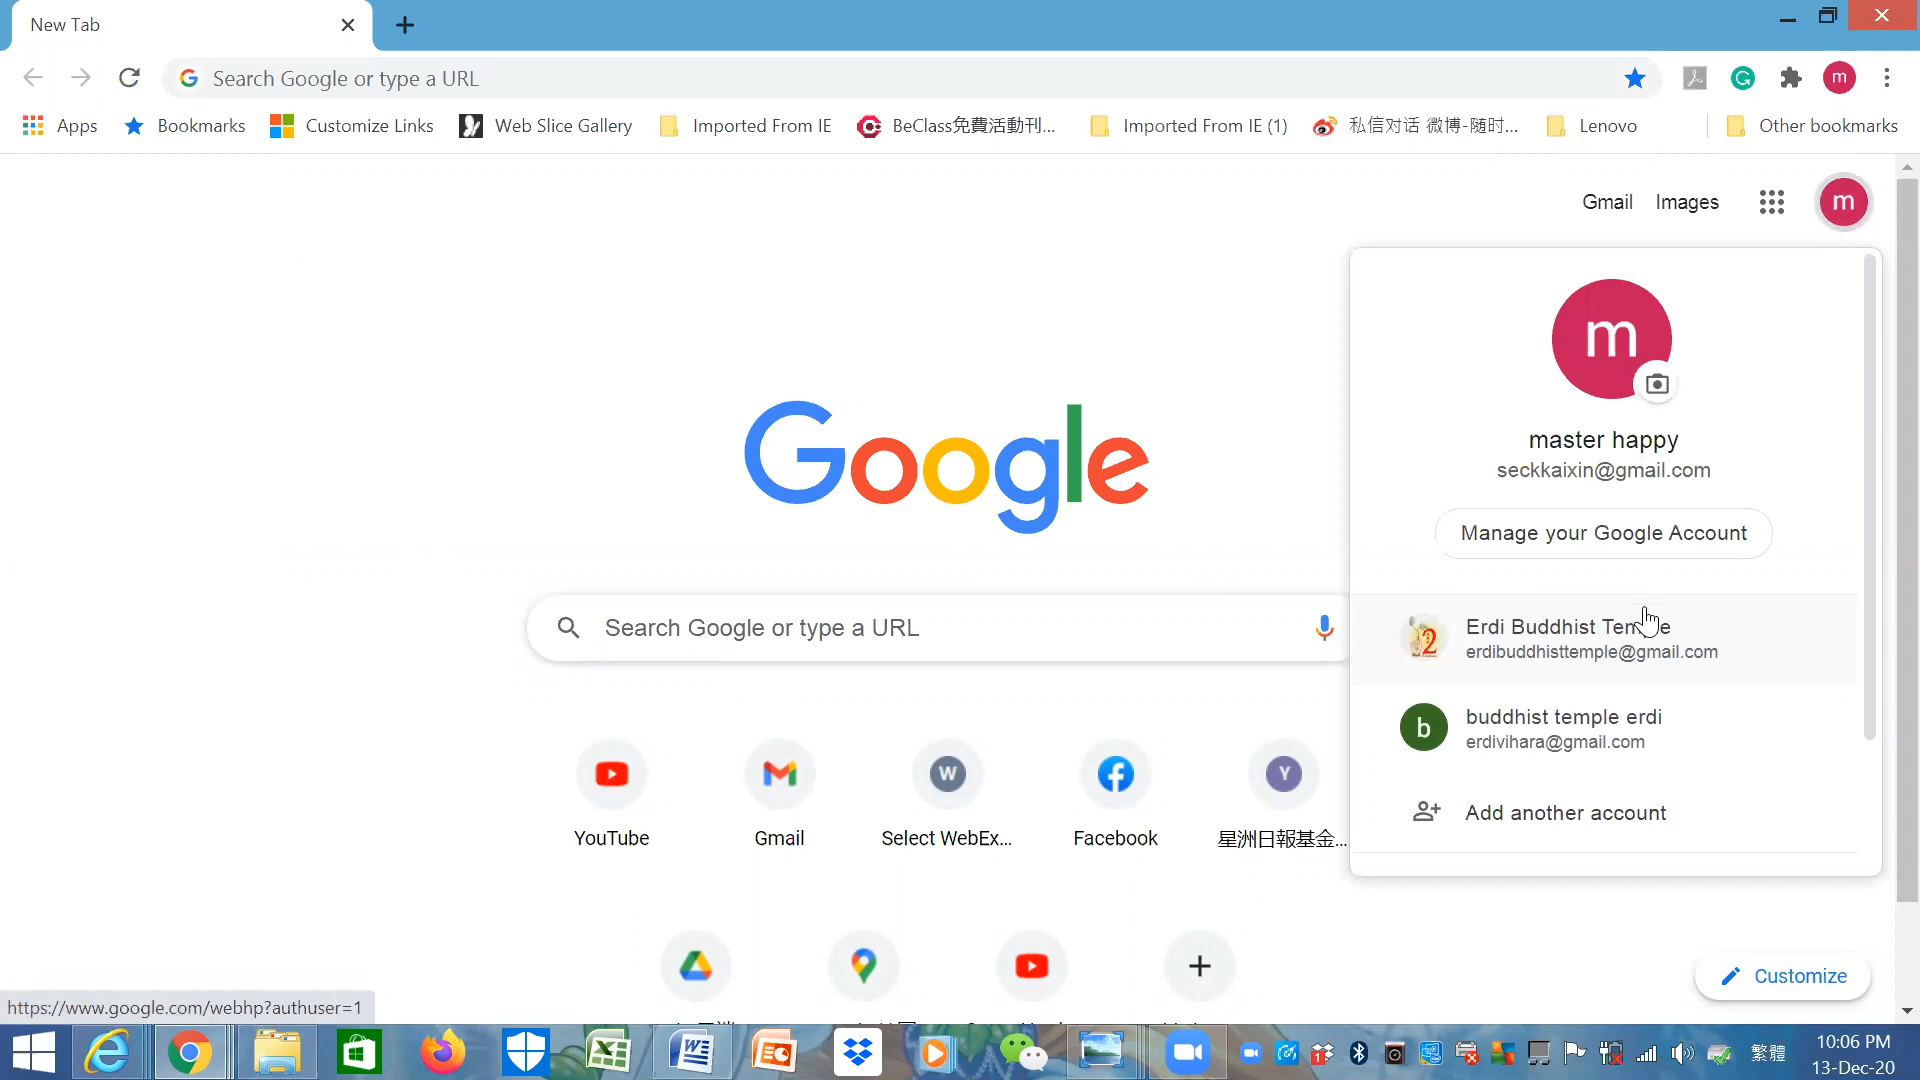 New Tab
Search Google or type a URL
m
Apps
Bookmarks
Customize Links
Web Slice Gallery
Imported From IE
BeClass免費活動刊...
Imported From IE (1)
私信对话 微博-随时...
Lenovo
Other bookmarks
Gmail
Images
m
m
master happy
seckkaixin@gmail.com
Manage your Google Account
Google
Search Google or type a URL
2
Erdi Buddhist Temple
erdibuddhisttemple@gmail.com
b
buddhist temple erdi
erdivihara@gmail.com
Add another account
W
Y
YouTube
Gmail
Select WebEx...
Facebook
星洲日報基金...
Customize
https://www.google.com/webhp?authuser=1
繁體
10:06 PM
13-Dec-20